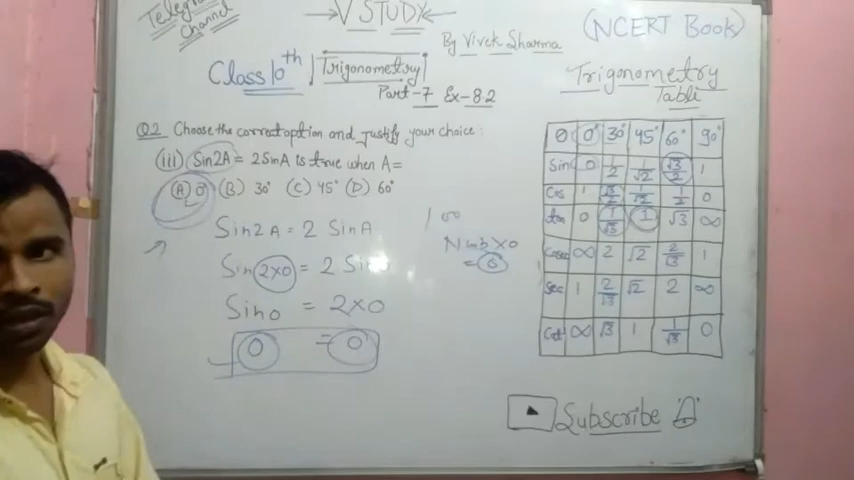 Telegram
Channel
V STUDY
By Vivek Sharma
(NCERT Book)
Class 10th Trigonometry
Part-7 Ex-8.2
Q2 Choose the correct option and justify your choice:
(iii) Sin2A = 2SinA is true when A=
(A) 0° (B) 30° (C) 45° (D) 60°
Sin2A = 2 SinA
Sin 2×0 = 2 Sin
Sin0 = 2×0
0 = 0
×0
= 0
Trigonometry
Table
θ 0° 30° 45° 60° 90°
Sin 0 1/2 1/√2 √3/2 1
Cos 1 √3/2 1/√2 1/2 0
tan 0 1/√3 1 √3 ∞
Cosec ∞ 2 √2 2/√3 1
Sec 1 2/√3 √2 2 ∞
Cot ∞ √3 1 1/√3 0
Subscribe